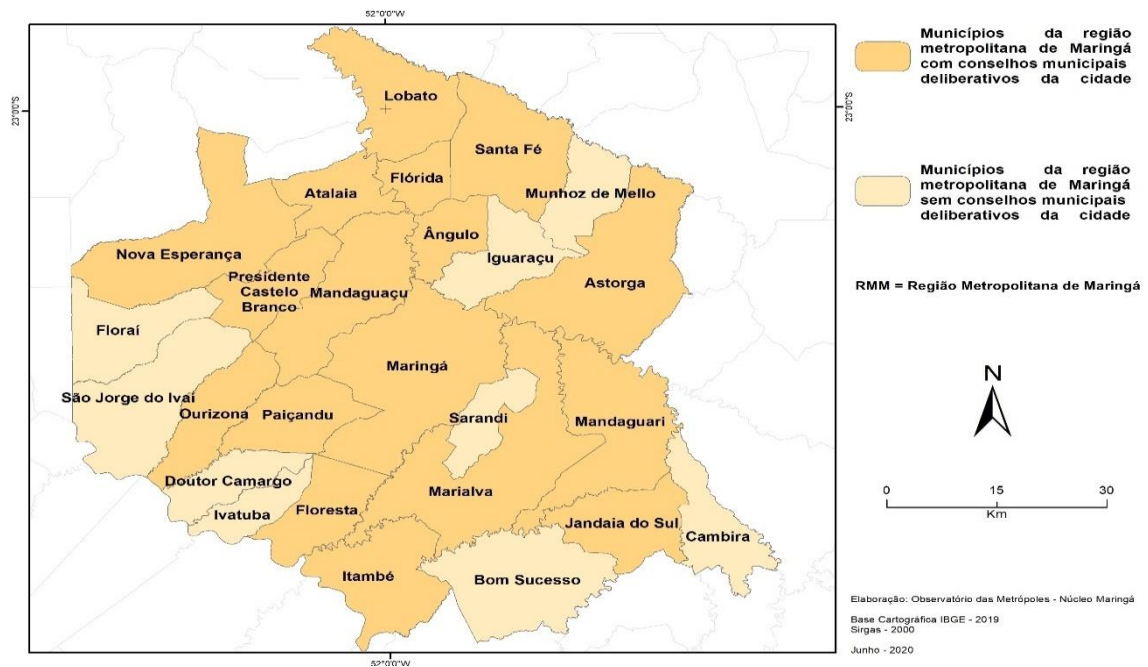 52°0'0"W
23°0'0"S
23°0'0"S
Lobato
Santa Fé
Flórida
Munhoz de Mello
Atalaia
Ângulo
Iguaraçu
Nova Esperança
Presidente
Castelo
Branco
Mandaguaçu
Astorga
Floraí
Maringá
São Jorge do Ivaí
Ourizona
Paiçandu
Sarandi
Mandaguari
Doutor Camargo
Marialva
Ivatuba
Floresta
Jandaia do Sul
Cambira
Itambé
Bom Sucesso
52°0'0"W
Municípios da região
metropolitana de Maringá
com conselhos municipais
deliberativos da cidade
Municípios da região
metropolitana de Maringá
sem conselhos municipais
deliberativos da cidade
RMM = Região Metropolitana de Maringá
N
0 15 30
Km
Elaboração: Observatório das Metrópoles - Núcleo Maringá
Base Cartográfica IBGE - 2019
Sirgas - 2000
Junho - 2020